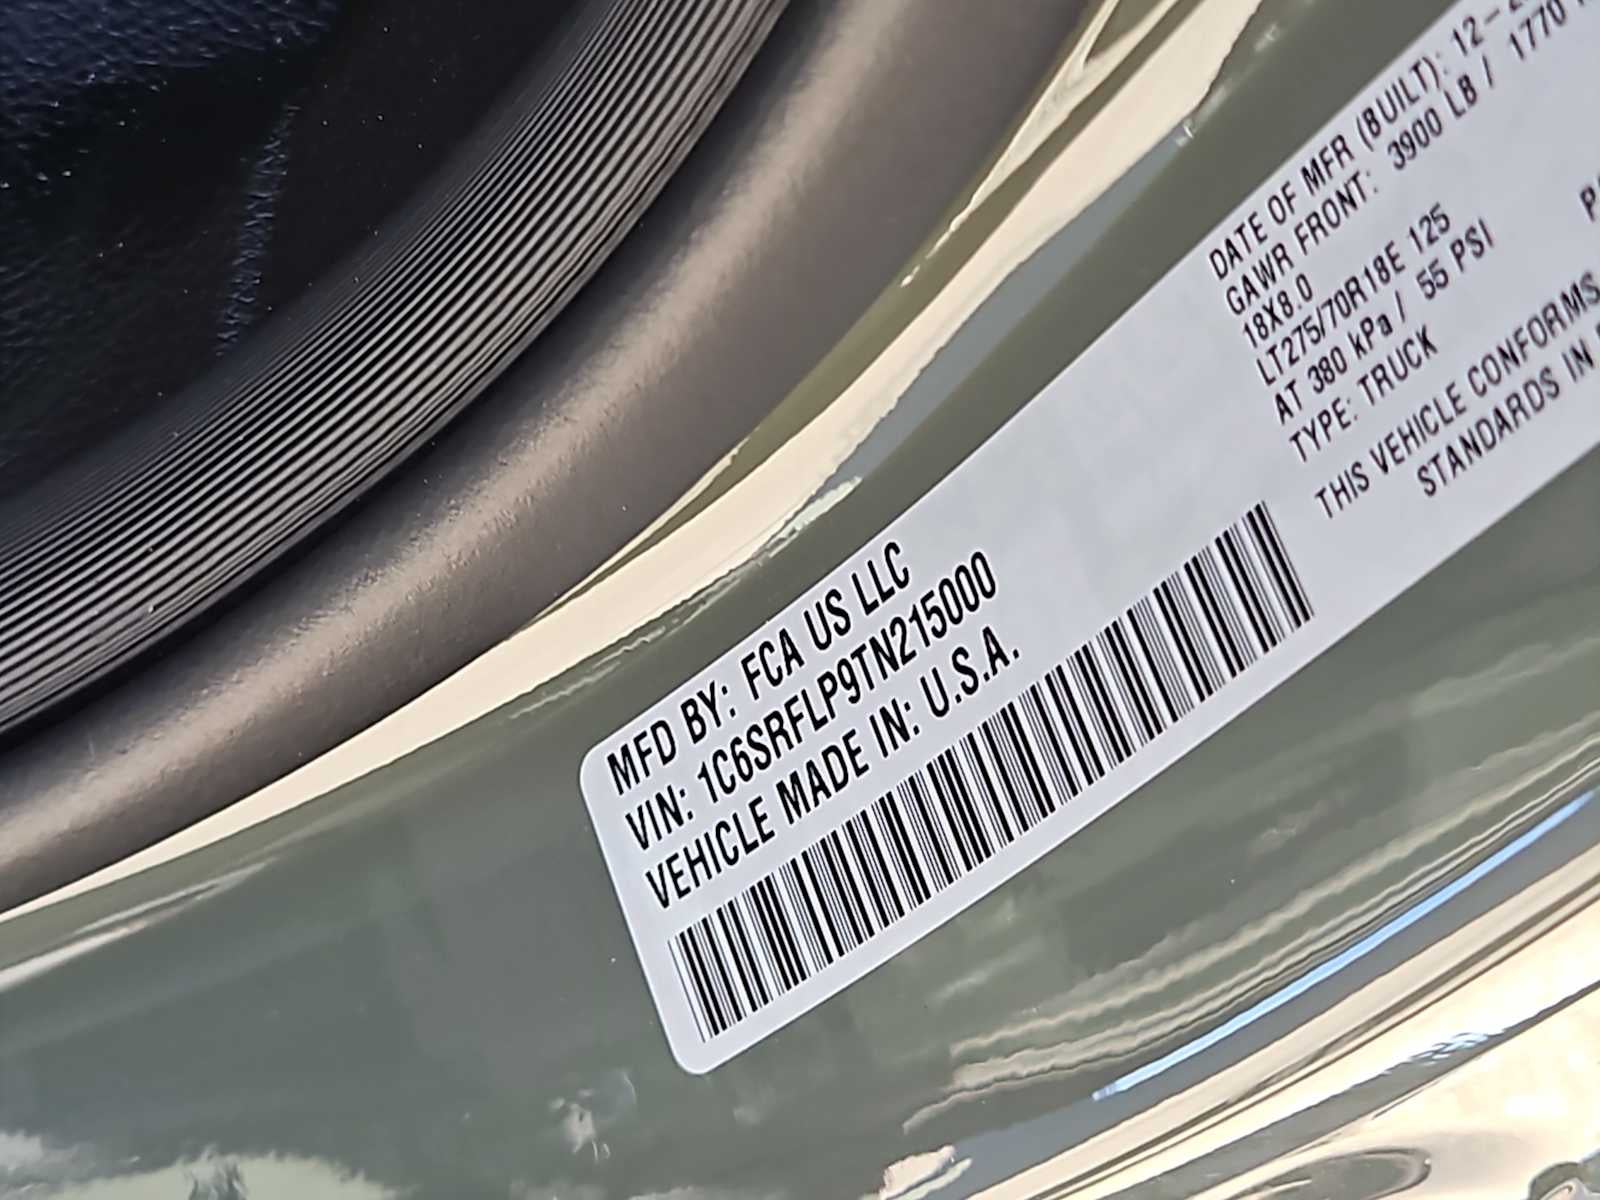 MFD BY: FCA US LLC
VIN: 1C6SRFLP9TN215000
VEHICLE MADE IN: U.S.A.
DATE OF MFR (BUILT): 12-2
GAWR FRONT: 3900 LB / 1770
18X8.0
LT275/70R18E 125
AT 380 kPa / 55 PSI
TYPE: TRUCK
THIS VEHICLE CONFORMS
STANDARDS IN